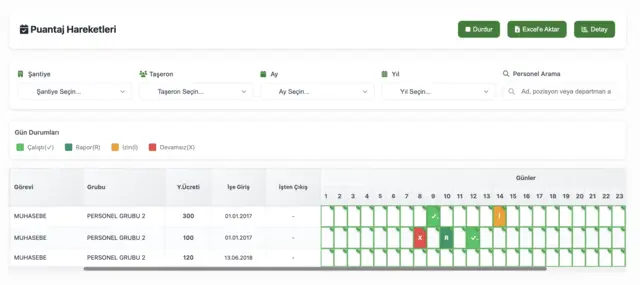 Puantaj Hareketleri
Durdur
Excel'e Aktar
Detay
Şantiye
Taşeron
Ay
Yıl
Personel Arama
Şantiye Seçin...
Taşeron Seçin...
Ay Seçin...
Yıl Seçin...
Ad, pozisyon veya departman a
Gün Durumları
Çalıştı(✓)
Rapor(R)
İzin(İ)
Devamsız(X)
Günler
Görevi Grubu Y.Ücreti İşe Giriş İşten Çıkış
1 2 3 4 5 6 7 8 9 10 11 12 13 14 15 16 17 18 19 20 21 22 23
MUHASEBE PERSONEL GRUBU 2 300 01.01.2017 - ✓ İ
MUHASEBE PERSONEL GRUBU 2 100 01.01.2017 - X R ✓
MUHASEBE PERSONEL GRUBU 2 120 13.06.2018 -